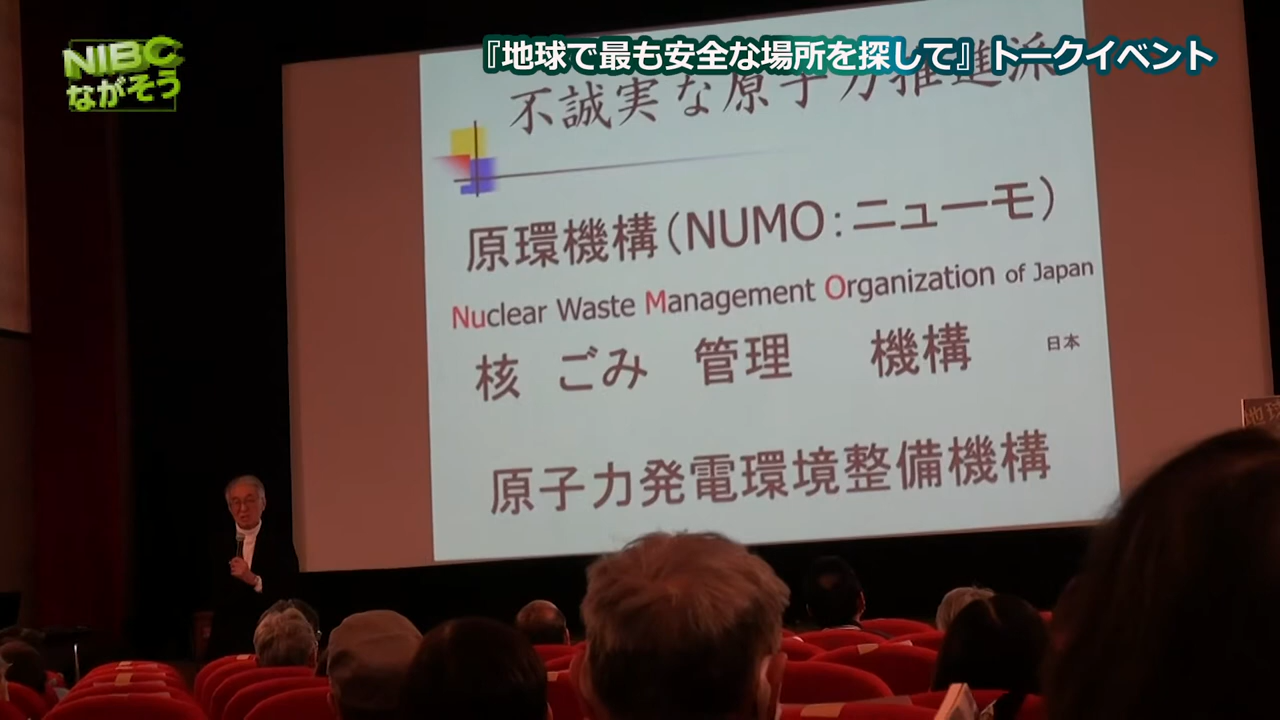 NIBC
ながそう
『地球で最も安全な場所を探して』トークイベント
不誠実な原子力推進派
原環機構(NUMO:ニューモ)
Nuclear Waste Management Organization of Japan
核 ごみ 管理 機構 日本
原子力発電環境整備機構
地球